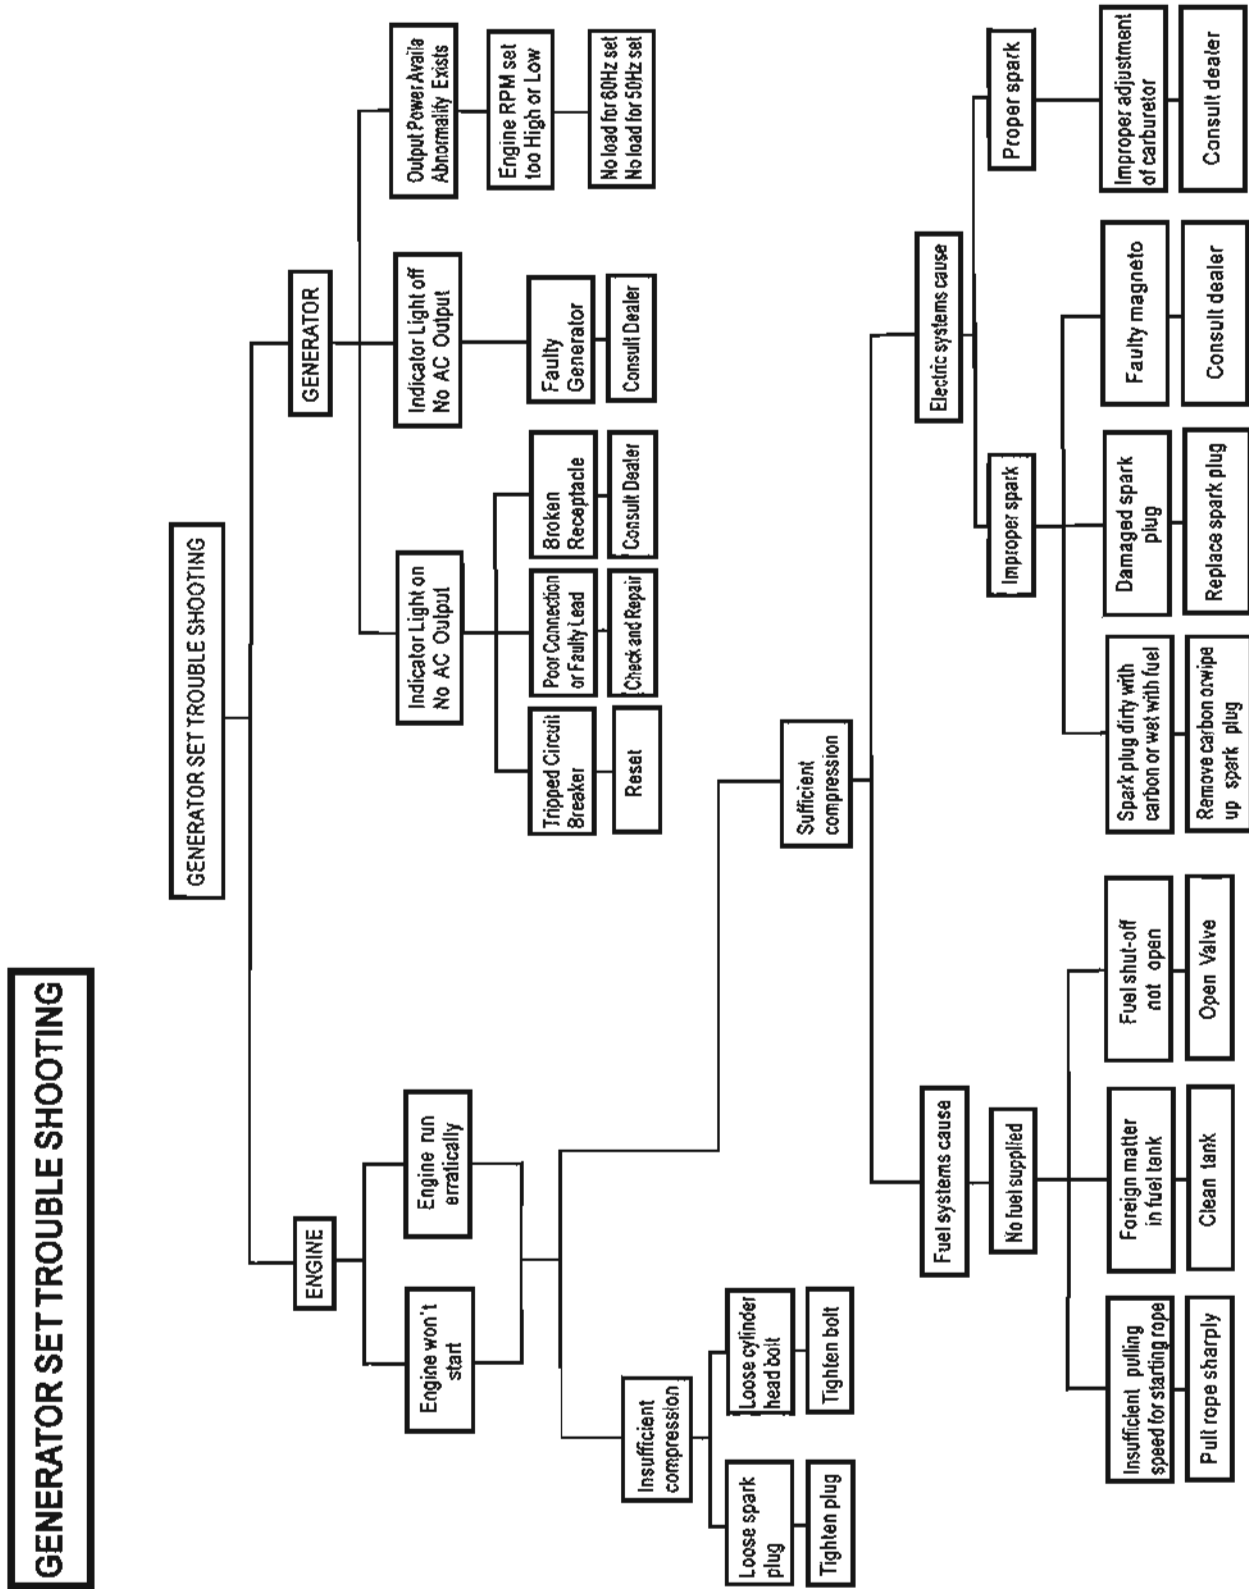 GENERATOR SET TROUBLE SHOOTING
GENERATOR SET TROUBLE SHOOTING
ENGINE
GENERATOR
Engine won't
start
Engine run
erratically
Indicator Light on
No AC Output
Indicator Light off
No AC Output
Output Power Availa
Abnormality Exists
Tripped Circuit
Breaker
Poor Connection
or Faulty Lead
Broken
Receptacle
Faulty
Generator
Engine RPM set
too High or Low
Reset
Check and Repair
Consult Dealer
Consult Dealer
No load for 60Hz set
No load for 50Hz set
Insufficient
compression
Sufficient
compression
Loose spark
plug
Loose cylinder
head bolt
Tighten plug
Tighten bolt
Fuel systems cause
Electric systems cause
No fuel supplied
Improper spark
Proper spark
Insufficient pulling
speed for starting rope
Foreign matter
in fuel tank
Fuel shut-off
not open
Spark plug dirty with
carbon or wet with fuel
Damaged spark
plug
Faulty magneto
Improper adjustment
of carburetor
Pull rope sharply
Clean tank
Open Valve
Remove carbon orwipe
up spark plug
Replace spark plug
Consult dealer
Consult dealer